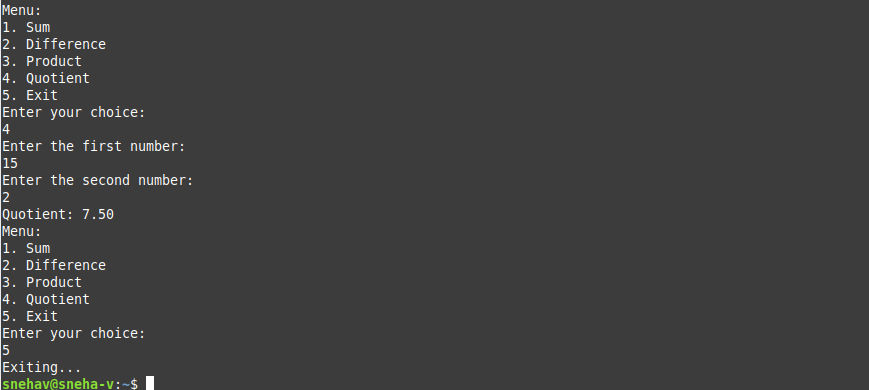 Menu:
1. Sum
2. Difference
3. Product
4. Quotient
5. Exit
Enter your choice:
4
Enter the first number:
15
Enter the second number:
2
Quotient: 7.50
Menu:
1. Sum
2. Difference
3. Product
4. Quotient
5. Exit
Enter your choice:
5
Exiting...
snehav@sneha-v:~$